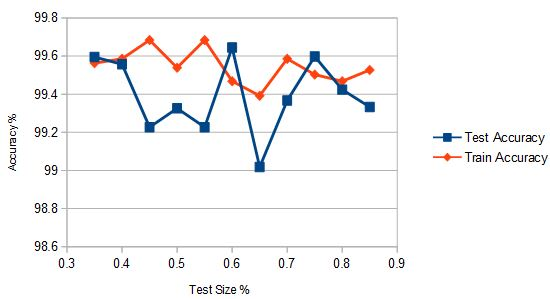 99.8
99.6
99.4
99.2
99
98.8
98.6
Accuracy %
0.3 0.4 0.5 0.6 0.7 0.8 0.9
Test Size %
Test Accuracy
Train Accuracy